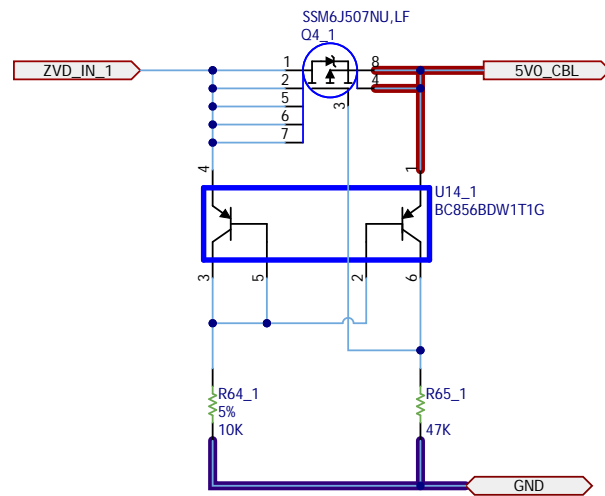 SSM6J507NU,LF
Q4_1
ZVD_IN_1
1
8
5V0_CBL
2
4
5
3
6
7
4
1
U14_1
BC856BDW1T1G
3
5
2
6
R64_1
R65_1
5%
10K
47K
GND